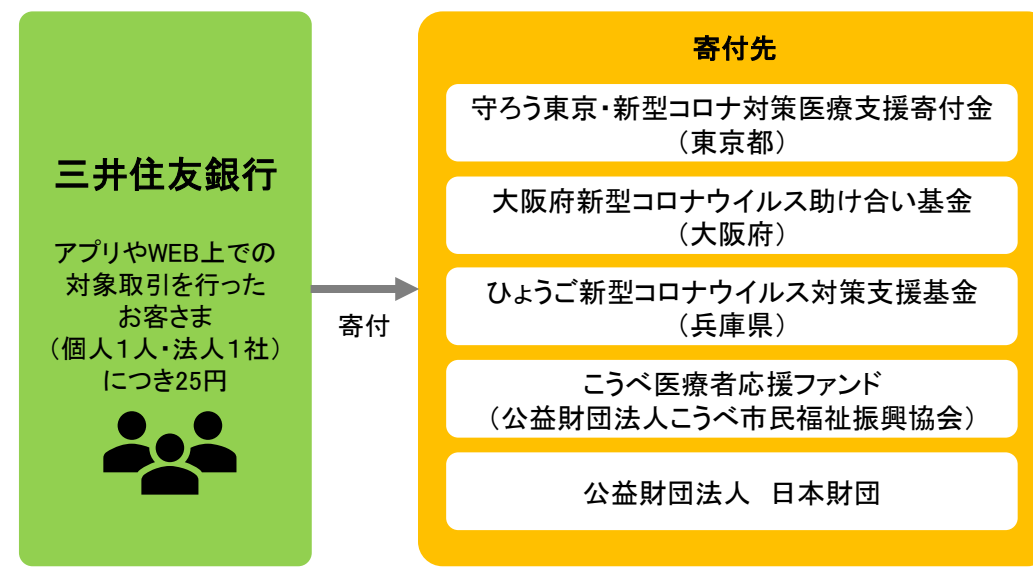 三井住友銀行
アプリやWEB上での
対象取引を行った
お客さま
（個人１人・法人１社）
につき25円
寄付
寄付先
守ろう東京・新型コロナ対策医療支援寄付金
（東京都）
大阪府新型コロナウイルス助け合い基金
（大阪府）
ひょうご新型コロナウイルス対策支援基金
（兵庫県）
こうべ医療者応援ファンド
（公益財団法人こうべ市民福祉振興協会）
公益財団法人　日本財団